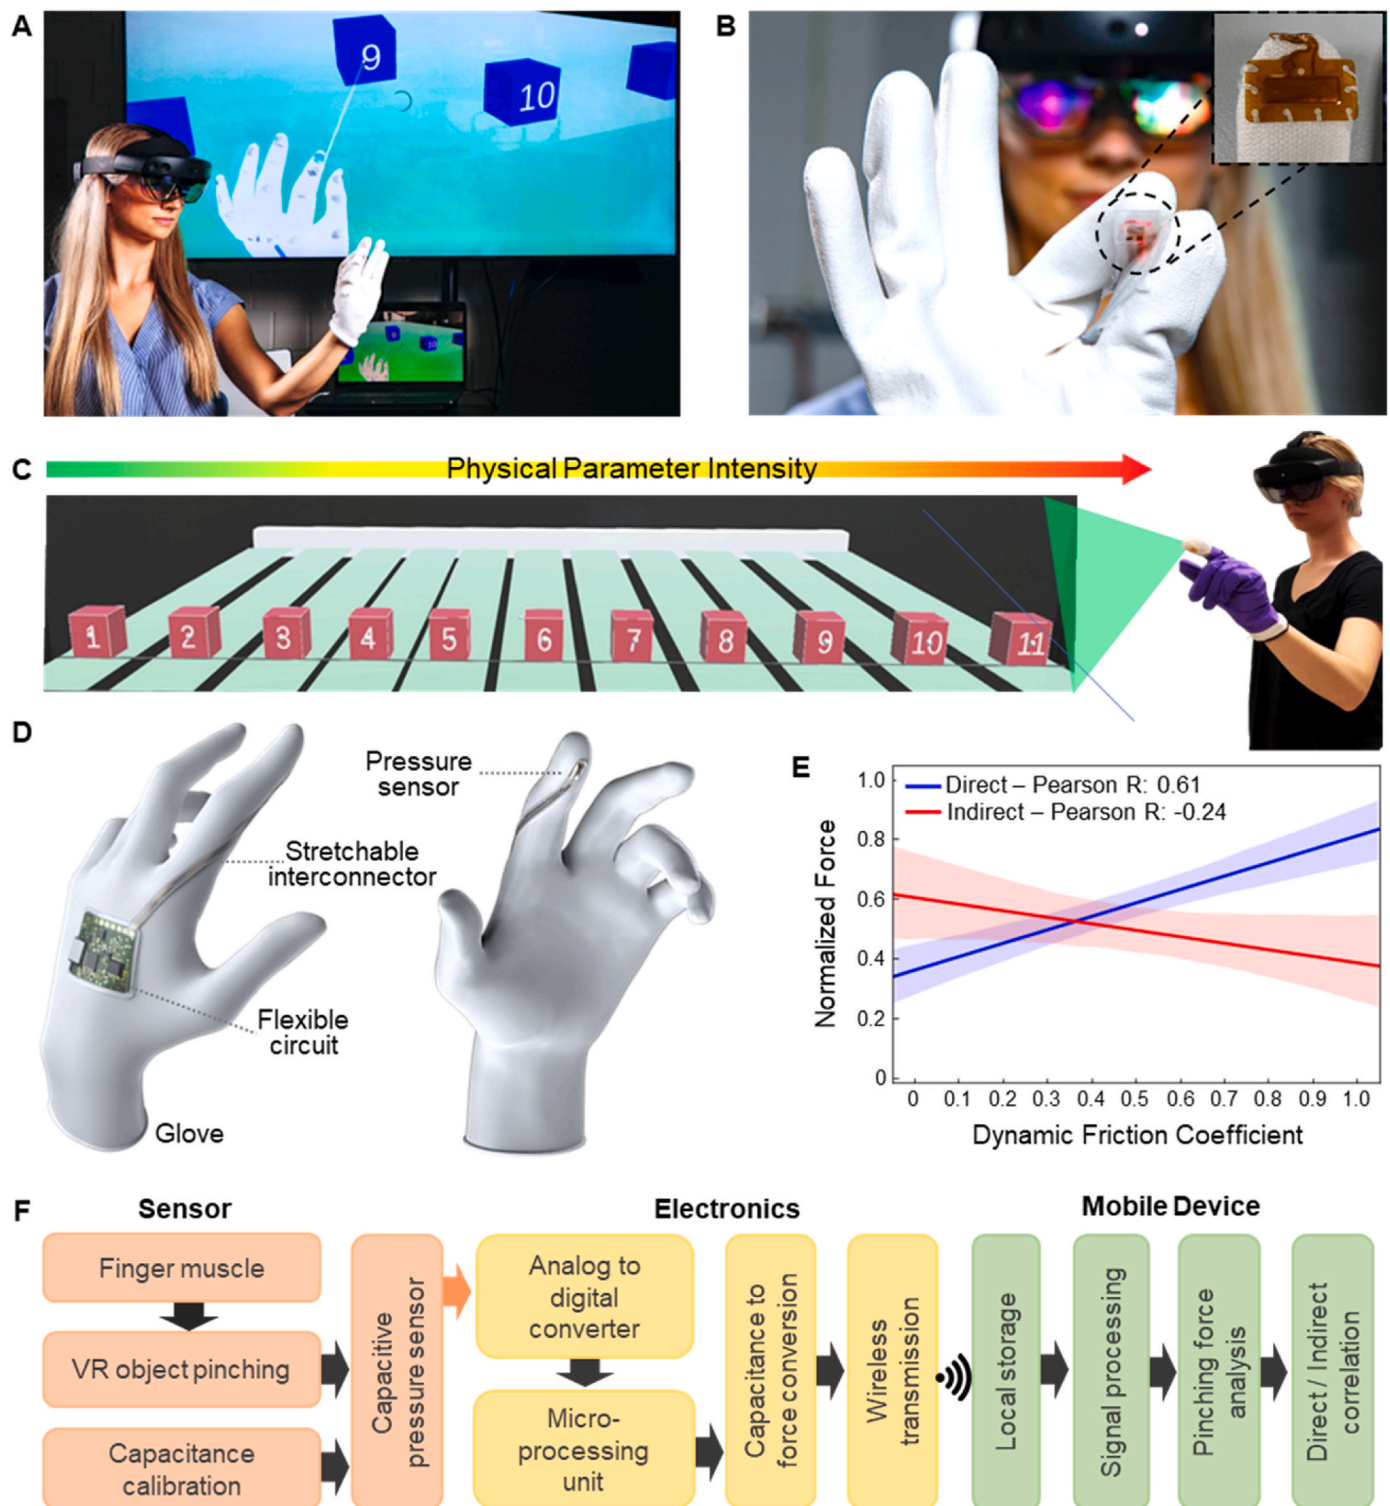 A
9
10
B
C
Physical Parameter Intensity
1 2 3 4 5 6 7 8 9 10 11
D
Pressure
sensor
Stretchable
interconnector
Flexible
circuit
Glove
E
Direct – Pearson R: 0.61
Indirect – Pearson R: -0.24
Normalized Force
1.0
0.8
0.6
0.4
0.2
0
0 0.1 0.2 0.3 0.4 0.5 0.6 0.7 0.8 0.9 1.0
Dynamic Friction Coefficient
F
Sensor
Finger muscle
VR object pinching
Capacitance
calibration
Capacitive
pressure sensor
Electronics
Analog to
digital
converter
Micro-
processing
unit
Capacitance to
force conversion
Wireless
transmission
Mobile Device
Local storage
Signal processing
Pinching force
analysis
Direct / Indirect
correlation